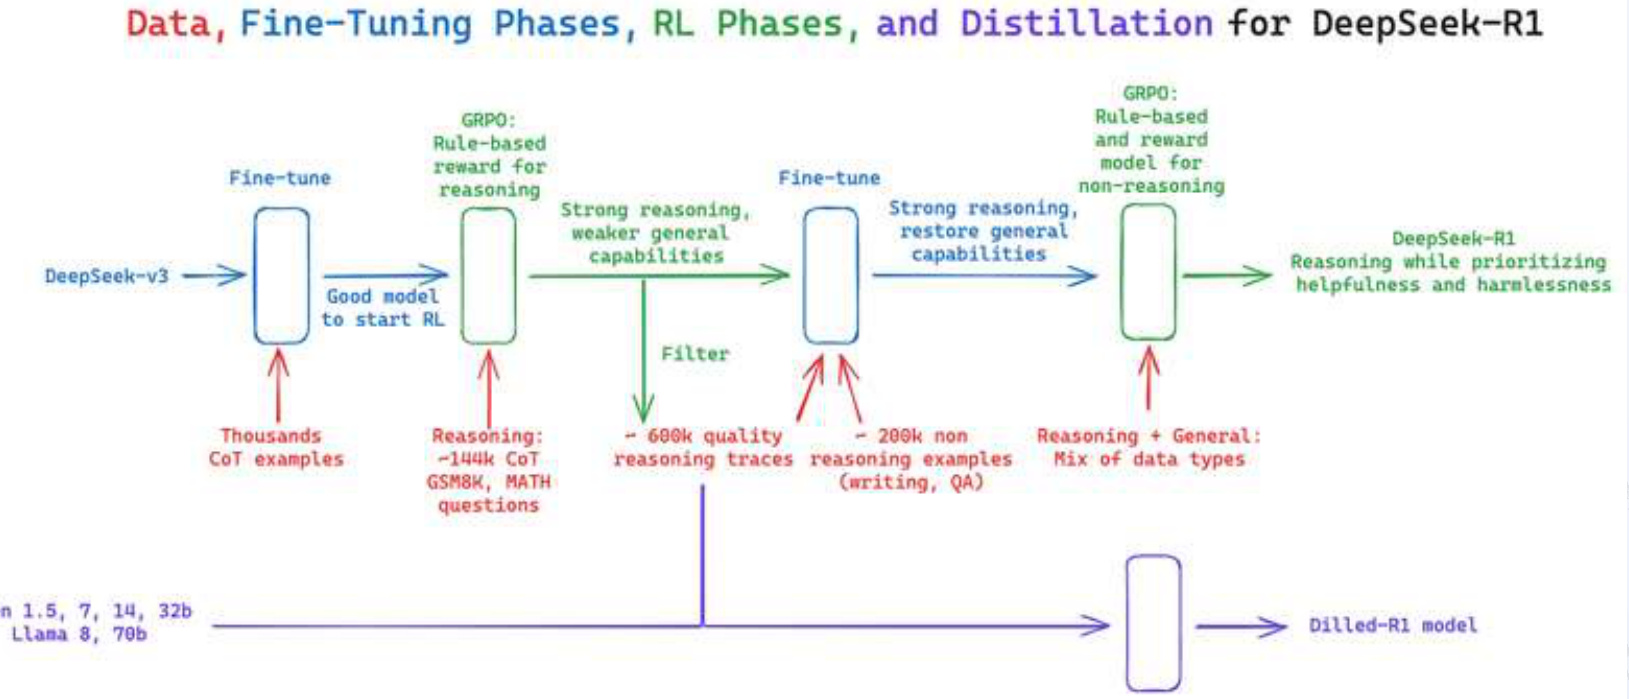 Data, Fine-Tuning Phases, RL Phases, and Distillation for DeepSeek-R1
GRPO:
Rule-based
reward for
reasoning
GRPO:
Rule-based
and reward
model for
non-reasoning
Fine-tune
Fine-tune
Strong reasoning,
weaker general
capabilities
Strong reasoning,
restore general
capabilities
DeepSeek-v3
Good model
to start RL
DeepSeek-R1
Reasoning while prioritizing
helpfulness and harmlessness
Filter
Thousands
CoT examples
Reasoning:
~144k CoT
GSM8K, MATH
questions
~ 600k quality
reasoning traces
~ 200k non
reasoning examples
(writing, QA)
Reasoning + General:
Mix of data types
n 1.5, 7, 14, 32b
Llama 8, 70b
Dilled-R1 model